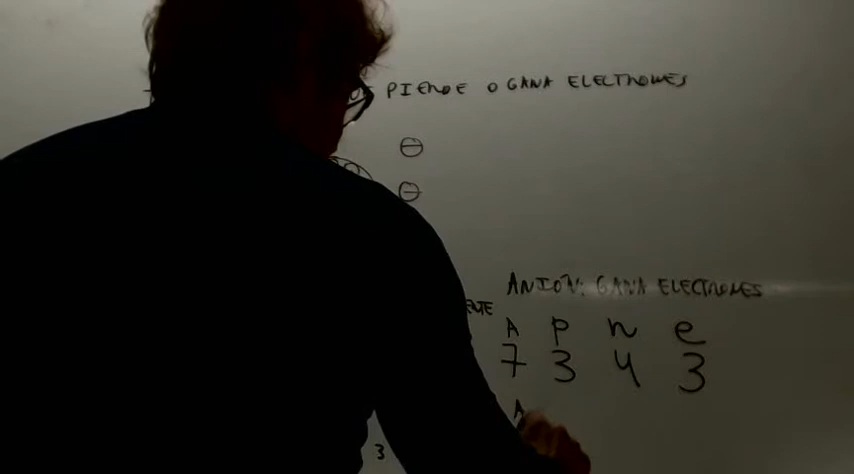 PIERDE O GANA ELECTRONES
⊖
⊖
ANIÓN: GANA ELECTRONES
A p n e
7 3 4 3
A
3